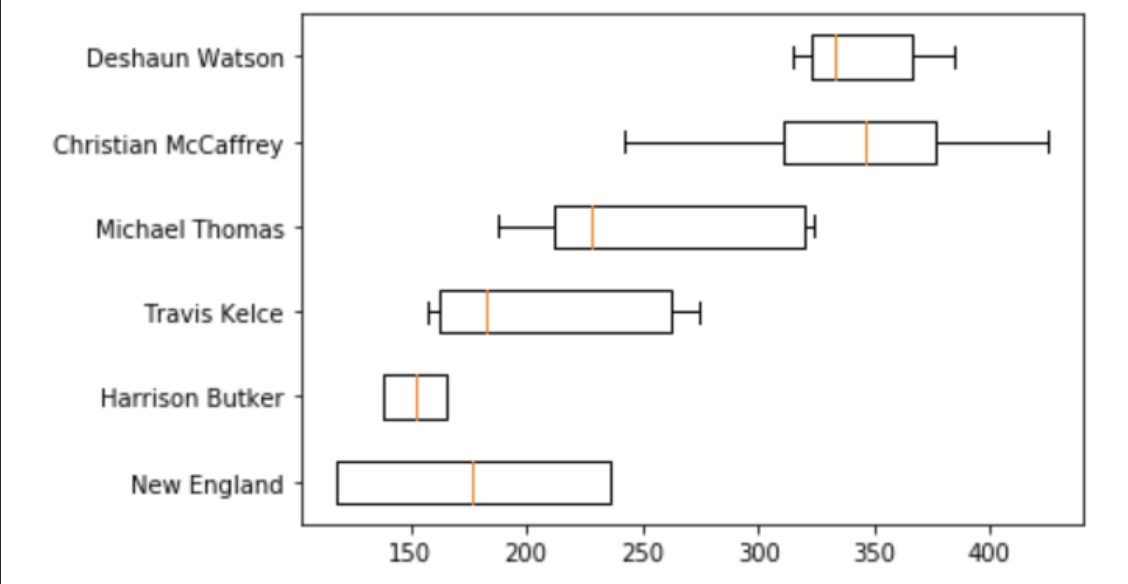 Deshaun Watson
Christian McCaffrey
Michael Thomas
Travis Kelce
Harrison Butker
New England
150 200 250 300 350 400